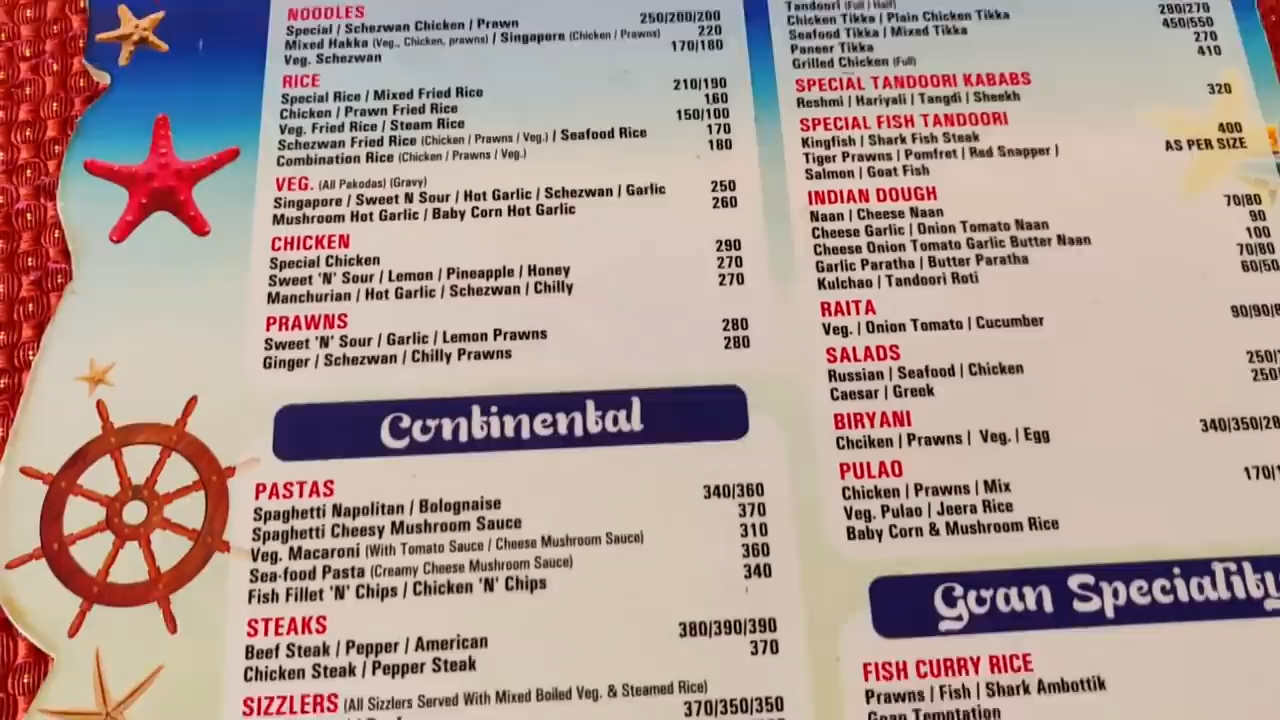 NOODLES
Special / Schezwan Chicken / Prawn 250/200/200
Mixed Hakka (Veg., Chicken, prawns) / Singapore (Chicken / Prawns) 220
Veg. Schezwan 170/180
RICE
Special Rice / Mixed Fried Rice 210/190
Chicken / Prawn Fried Rice 160
Veg. Fried Rice / Steam Rice 150/100
Schezwan Fried Rice (Chicken / Prawns / Veg.) / Seafood Rice 170
Combination Rice (Chicken / Prawns / Veg.) 180
VEG. (All Pakodas) (Gravy)
Singapore / Sweet N Sour / Hot Garlic / Schezwan / Garlic 250
Mushroom Hot Garlic / Baby Corn Hot Garlic 260
CHICKEN
Special Chicken 290
Sweet 'N' Sour / Lemon / Pineapple / Honey 270
Manchurian / Hot Garlic / Schezwan / Chilly 270
PRAWNS
Sweet 'N' Sour / Garlic / Lemon Prawns 280
Ginger / Schezwan / Chilly Prawns 280
Continental
PASTAS
Spaghetti Napolitan / Bolognaise 340/360
Spaghetti Cheesy Mushroom Sauce 370
Veg. Macaroni (With Tomato Sauce / Cheese Mushroom Sauce) 310
Sea-food Pasta (Creamy Cheese Mushroom Sauce) 360
Fish Fillet 'N' Chips / Chicken 'N' Chips 340
STEAKS
Beef Steak / Pepper / American 380/390/390
Chicken Steak / Pepper Steak 370
SIZZLERS (All Sizzlers Served With Mixed Boiled Veg. & Steamed Rice)
370/350/350
Tandoori (Full / Half)
Chicken Tikka / Plain Chicken Tikka 290/270
Seafood Tikka / Mixed Tikka 450/550
Paneer Tikka 270
Grilled Chicken (Full) 410
SPECIAL TANDOORI KABABS
Reshmi | Hariyali | Tangdi | Sheekh 320
SPECIAL FISH TANDOORI
Kingfish / Shark Fish Steak 400
Tiger Prawns | Pomfret | Red Snapper | AS PER SIZE
Salmon | Goat Fish
INDIAN DOUGH
Naan | Cheese Naan 70/80
Cheese Garlic | Onion Tomato Naan 90
Cheese Onion Tomato Garlic Butter Naan 100
Garlic Paratha | Butter Paratha 70/80
Kulchao | Tandoori Roti 60/50
RAITA
Veg. | Onion Tomato | Cucumber 90/90/
SALADS
Russian | Seafood | Chicken 250/
Caesar | Greek 250
BIRYANI
Chciken | Prawns | Veg. | Egg 340/350/28
PULAO
Chicken | Prawns | Mix 170/1
Veg. Pulao | Jeera Rice
Baby Corn & Mushroom Rice
Goan Speciality
FISH CURRY RICE
Prawns | Fish | Shark Ambottik
Goan Temptation